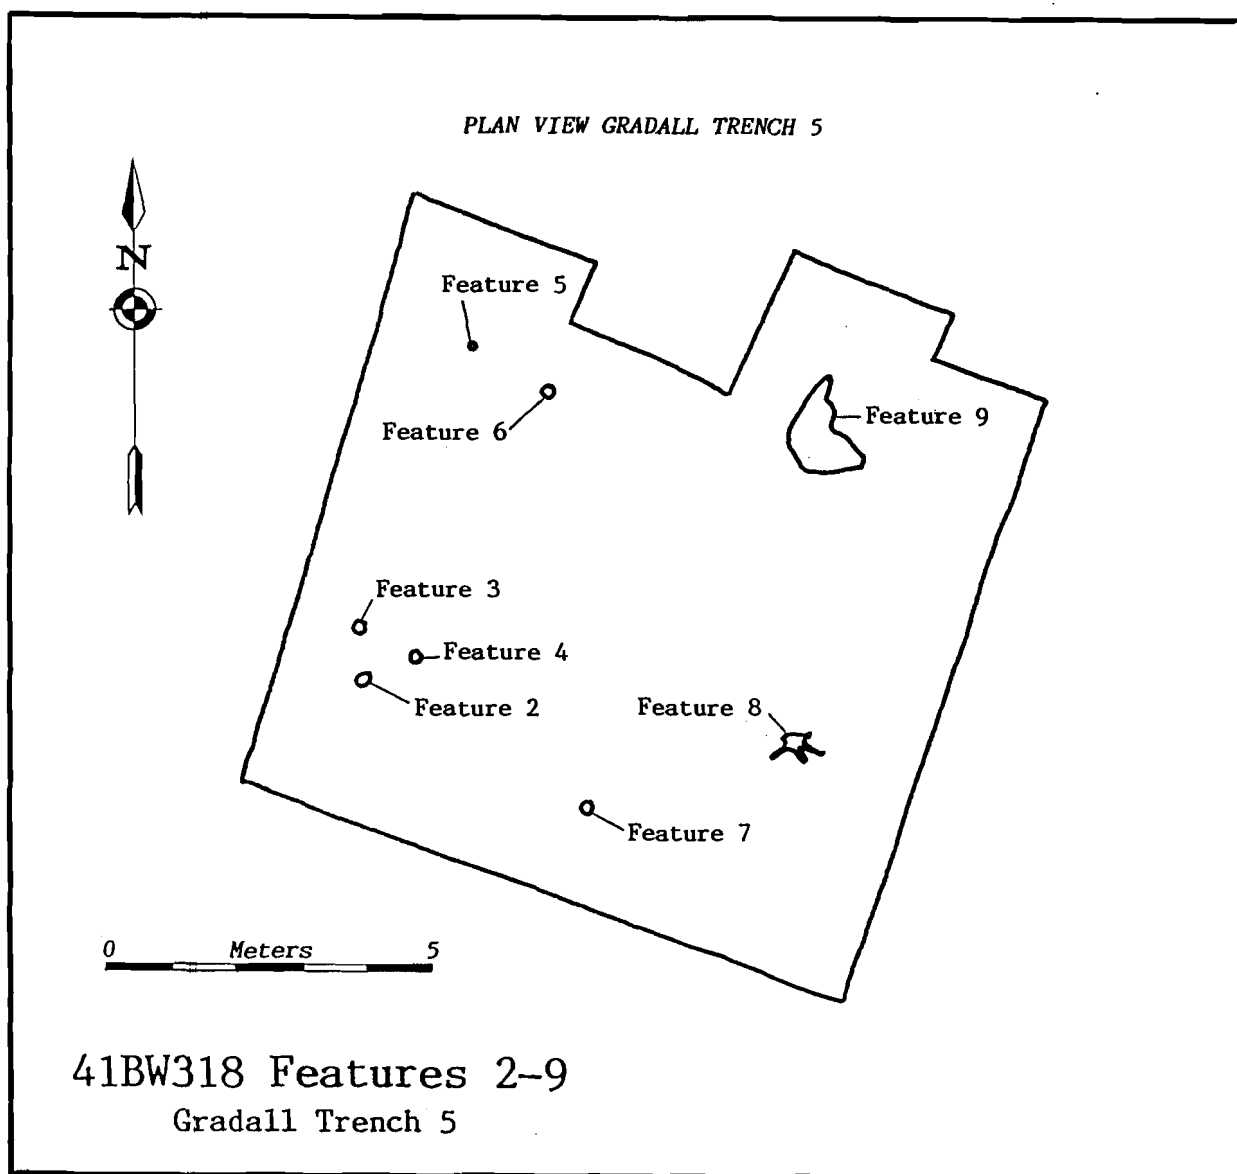 PLAN VIEW GRADALL TRENCH 5
N
Feature 5
Feature 6
Feature 9
Feature 3
Feature 4
Feature 2
Feature 8
Feature 7
0 Meters 5
41BW318 Features 2-9
Gradall Trench 5